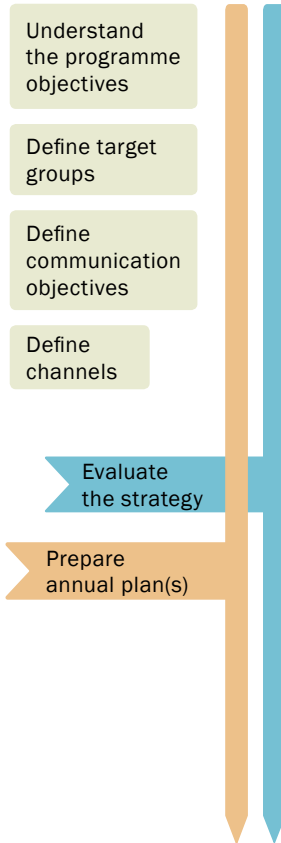 Understand
the programme
objectives
Define target
groups
Define
communication
objectives
Define
channels
Evaluate
the strategy
Prepare
annual plan(s)